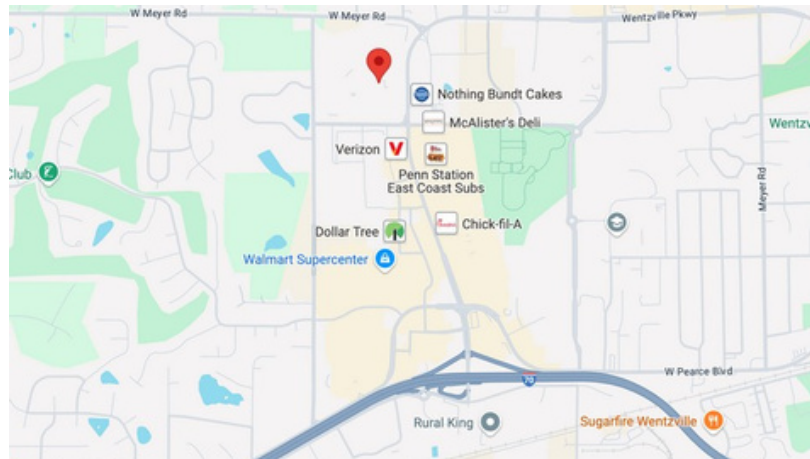 W Meyer Rd
W Meyer Rd
Wentzville Pkwy
Nothing Bundt Cakes
McAlister's Deli
Wentzv
Verizon
Penn Station
East Coast Subs
Club
Meyer Rd
Dollar Tree
Chick-fil-A
Walmart Supercenter
W Pearce Blvd
70
Rural King
Sugarfire Wentzville